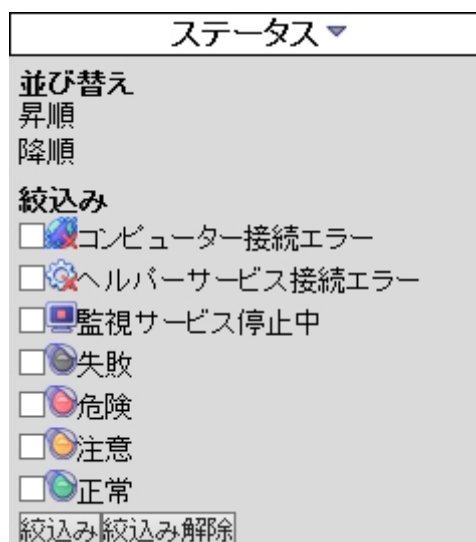 ステータス
並び替え
昇順
降順
絞込み
コンピューター接続エラー
ヘルパーサービス接続エラー
監視サービス停止中
失敗
危険
注意
正常
絞込み 絞込み解除